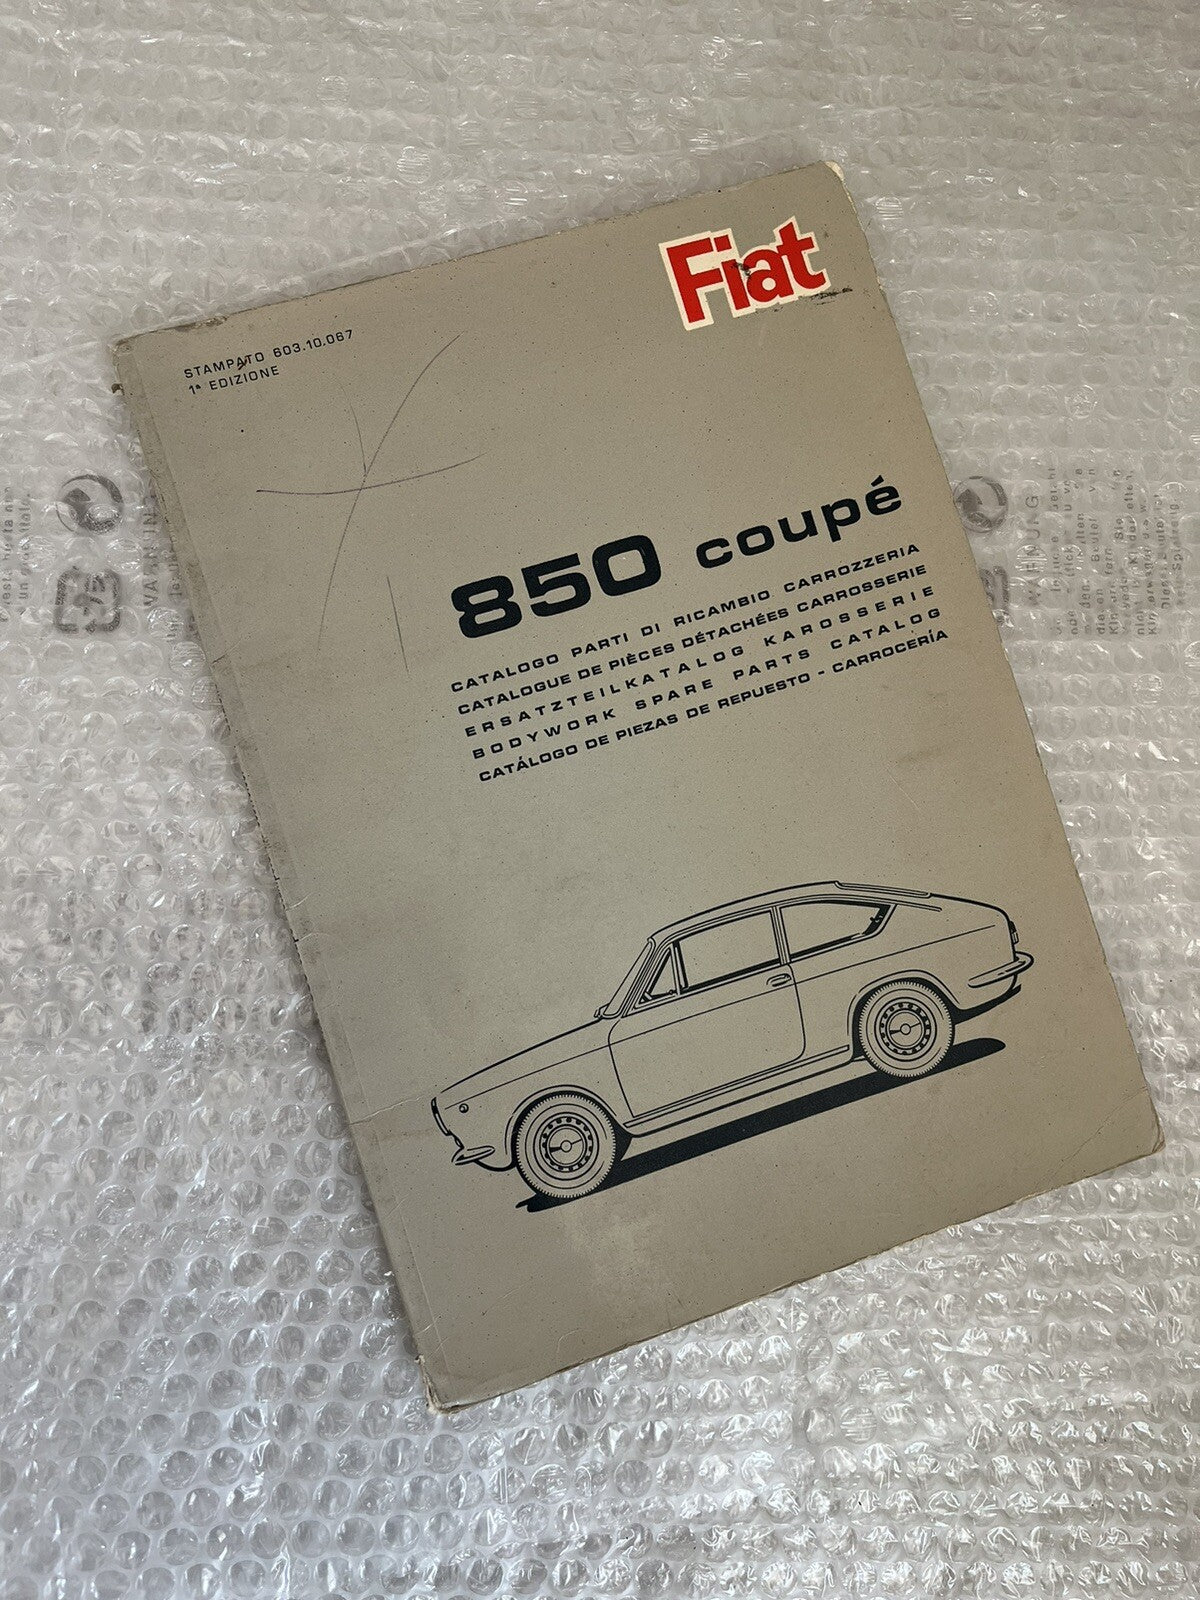 Fiat
STAMPATO 603.10.067
1ª EDIZIONE
850 coupé
CATALOGO PARTI DI RICAMBIO CARROZZERIA
CATALOGUE DE PIÈCES DÉTACHÉES CARROSSERIE
ERSATZTEILKATALOG KAROSSERIE
BODYWORK SPARE PARTS CATALOG
CATÁLOGO DE PIEZAS DE REPUESTO - CARROCERÍA
WARNUNG